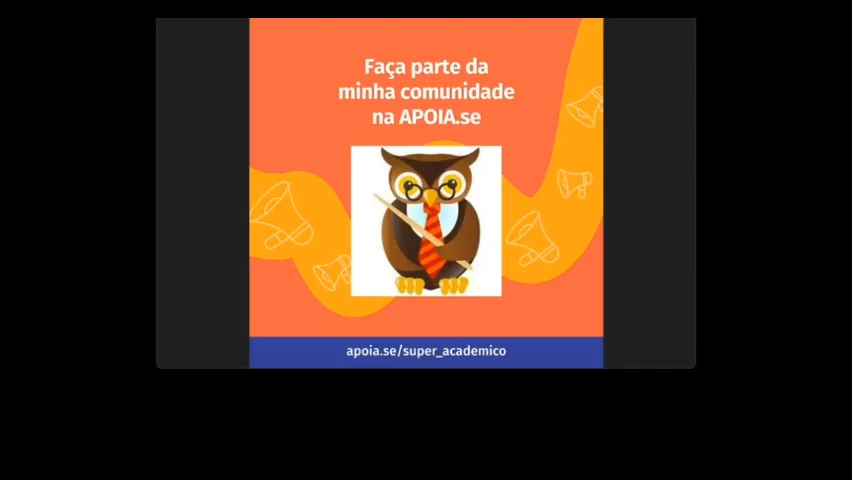 Faça parte da
minha comunidade
na APOIA.se
apoia.se/super_academico